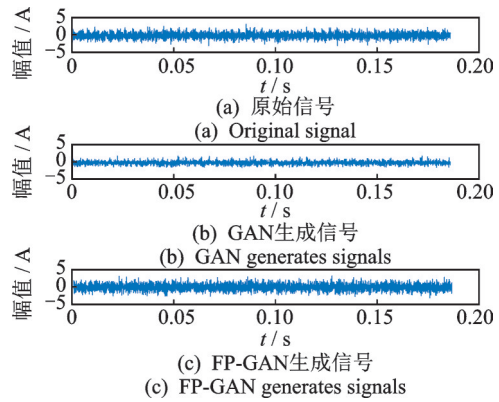 幅值 / A
5
0
−5
0 0.05 0.10 0.15 0.20
t / s
(a) 原始信号
(a) Original signal
幅值 / A
5
0
−5
0 0.05 0.10 0.15 0.20
t / s
(b) GAN生成信号
(b) GAN generates signals
幅值 / A
5
0
−5
0 0.05 0.10 0.15 0.20
t / s
(c) FP-GAN生成信号
(c) FP-GAN generates signals